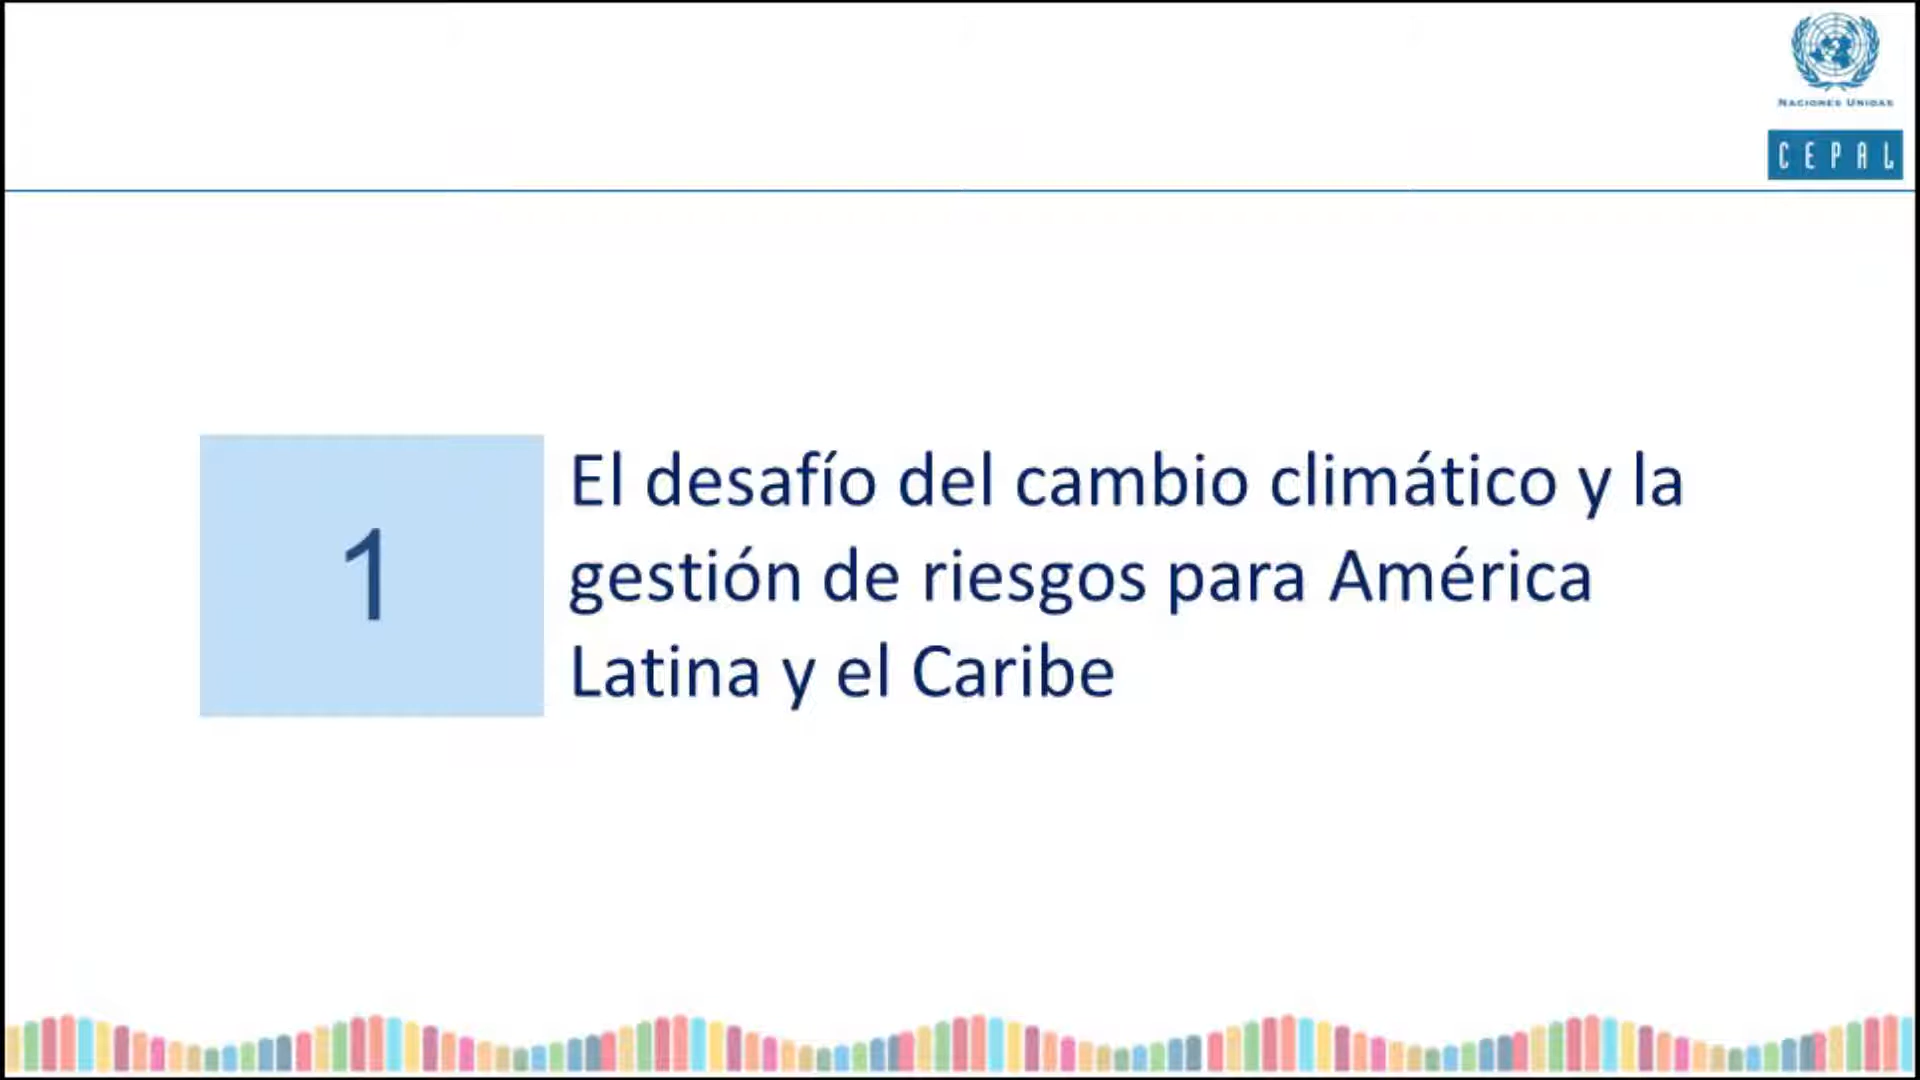 NACIONES UNIDAS
CEPAL
1
El desafío del cambio climático y la
gestión de riesgos para América
Latina y el Caribe